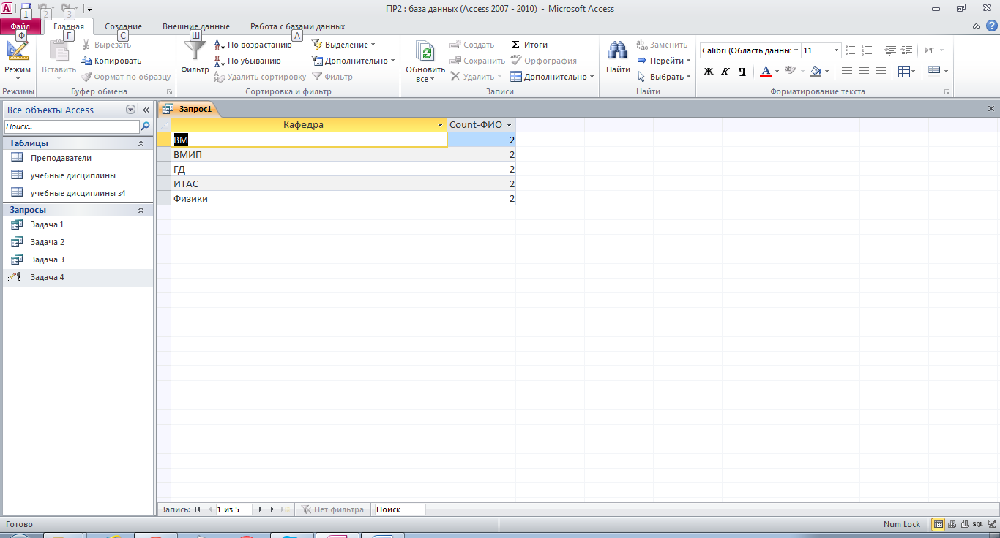 ПР2 : база данных (Access 2007 - 2010) - Microsoft Access
1 2 3
Файл Главная Создание Внешние данные Работа с базами данных
Ф Г С Ш А
Режим
Режимы
Вставить
Вырезать
Копировать
Формат по образцу
Буфер обмена
Фильтр
По возрастанию
По убыванию
Удалить сортировку
Выделение
Дополнительно
Фильтр
Сортировка и фильтр
Обновить
все
Создать
Сохранить
Удалить
Итоги
Орфография
Дополнительно
Записи
Найти
Заменить
Перейти
Выбрать
Найти
Calibri (Область данны 11
Ж К Ч А
Форматирование текста
Все объекты Access
Поиск...
Таблицы
Преподаватели
учебные дисциплины
учебные дисциплины з4
Запросы
Задача 1
Задача 2
Задача 3
Задача 4
Запрос1
Кафедра Count-ФИО
ВМ 2
ВМИП 2
ГД 2
ИТАС 2
Физики 2
Запись: 1 из 5 Нет фильтра Поиск
Готово Num Lock SQL